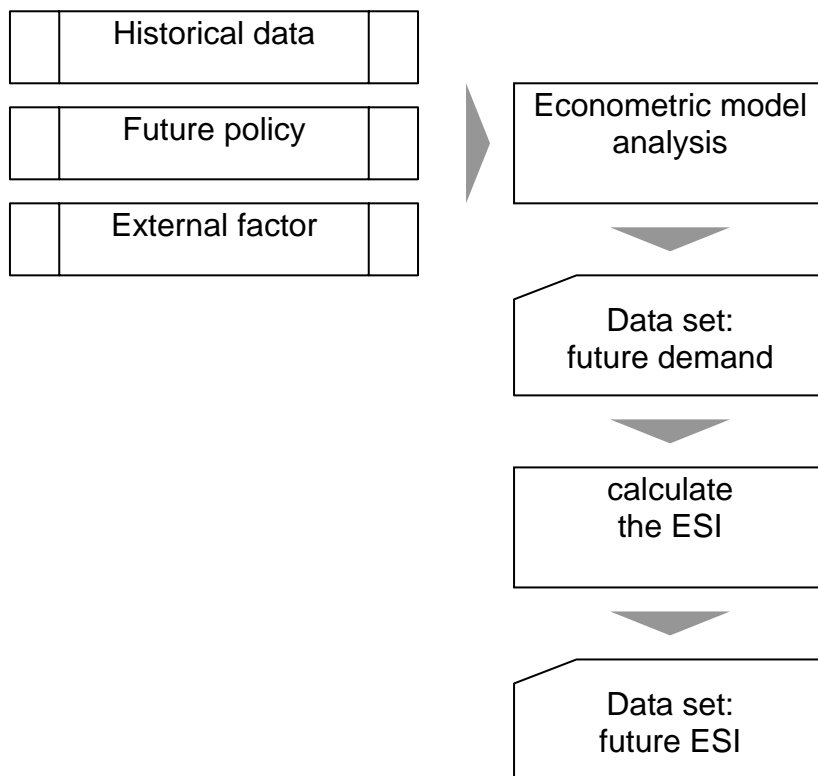 Historical data
Future policy
External factor
Econometric model
analysis
Data set:
future demand
calculate
the ESI
Data set:
future ESI